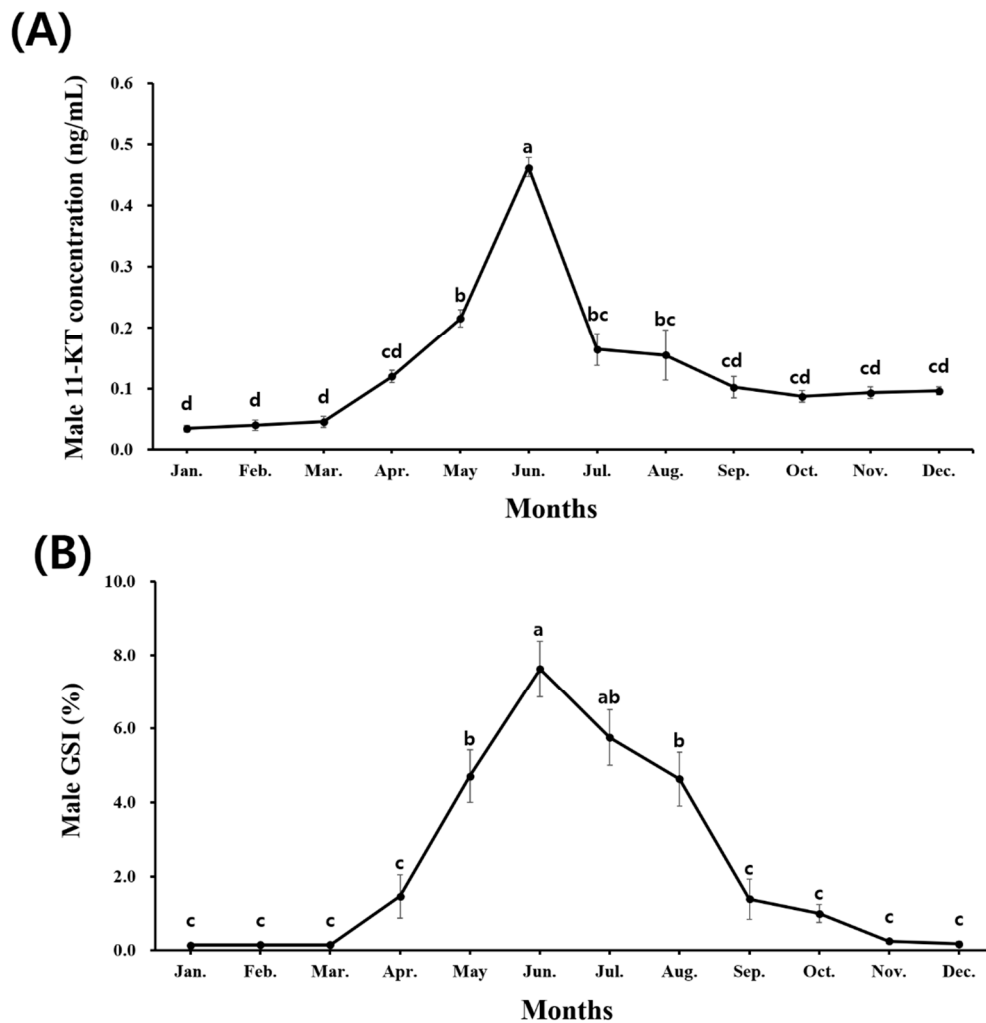 (A)
Male 11-KT concentration (ng/mL)
0.6
0.5
0.4
0.3
0.2
0.1
0.0
d
d
d
cd
b
a
bc
bc
cd
cd
cd
cd
Jan.
Feb.
Mar.
Apr.
May
Jun.
Jul.
Aug.
Sep.
Oct.
Nov.
Dec.
Months
(B)
Male GSI (%)
10.0
8.0
6.0
4.0
2.0
0.0
c
c
c
c
b
a
ab
b
c
c
c
c
Jan.
Feb.
Mar.
Apr.
May
Jun.
Jul.
Aug.
Sep.
Oct.
Nov.
Dec.
Months